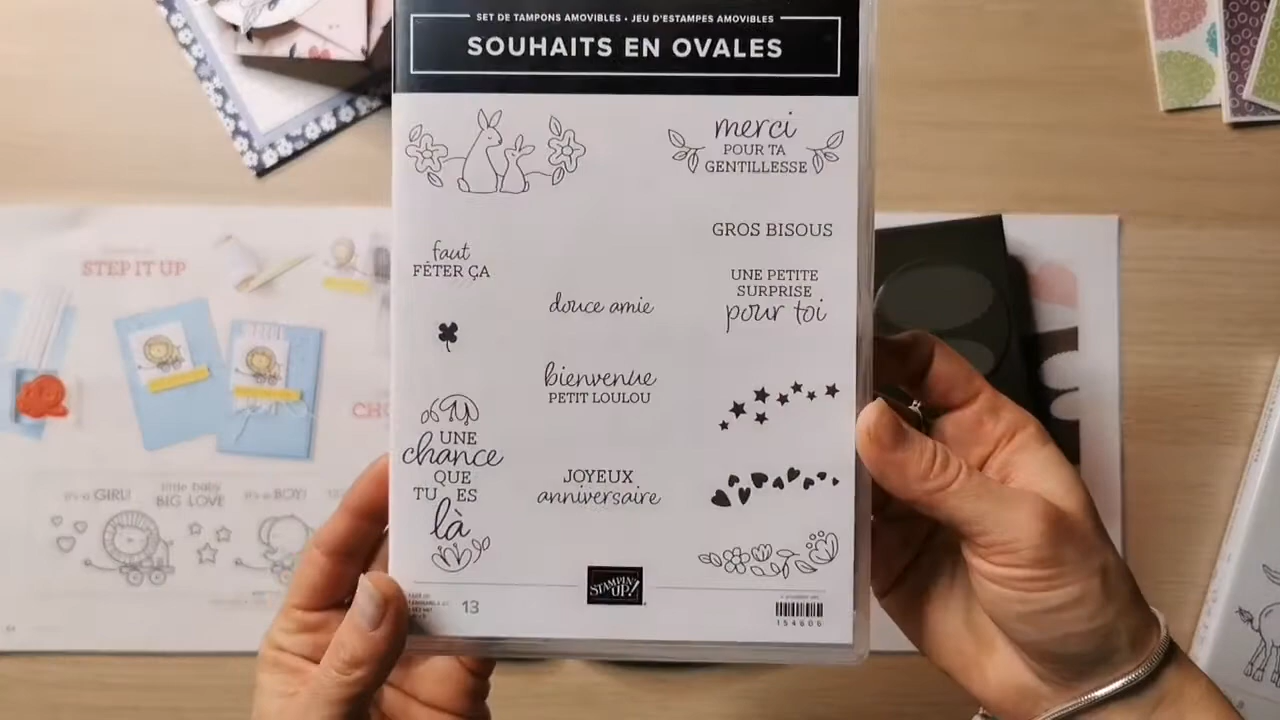 SET DE TAMPONS AMOVIBLES • JEU D'ESTAMPES AMOVIBLES
SOUHAITS EN OVALES
merci
POUR TA
GENTILLESSE
GROS BISOUS
faut
FÊTER ÇA
UNE PETITE
SURPRISE
pour toi
douce amie
bienvenue
PETIT LOULOU
UNE
chance
QUE
TU ES
là
JOYEUX
anniversaire
STAMPIN' UP!
13
154606
STEP IT UP
it's a GIRL!
little baby
BIG LOVE
it's a BOY!